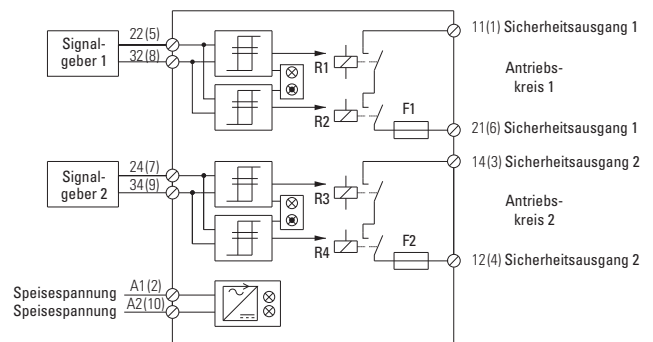 Signal-
geber 1
22(5)
32(8)
R1
R2
F1
11(1) Sicherheitsausgang 1
Antriebs-
kreis 1
21(6) Sicherheitsausgang 1
Signal-
geber 2
24(7)
34(9)
R3
R4
F2
14(3) Sicherheitsausgang 2
Antriebs-
kreis 2
12(4) Sicherheitsausgang 2
Speisespannung A1(2)
Speisespannung A2(10)